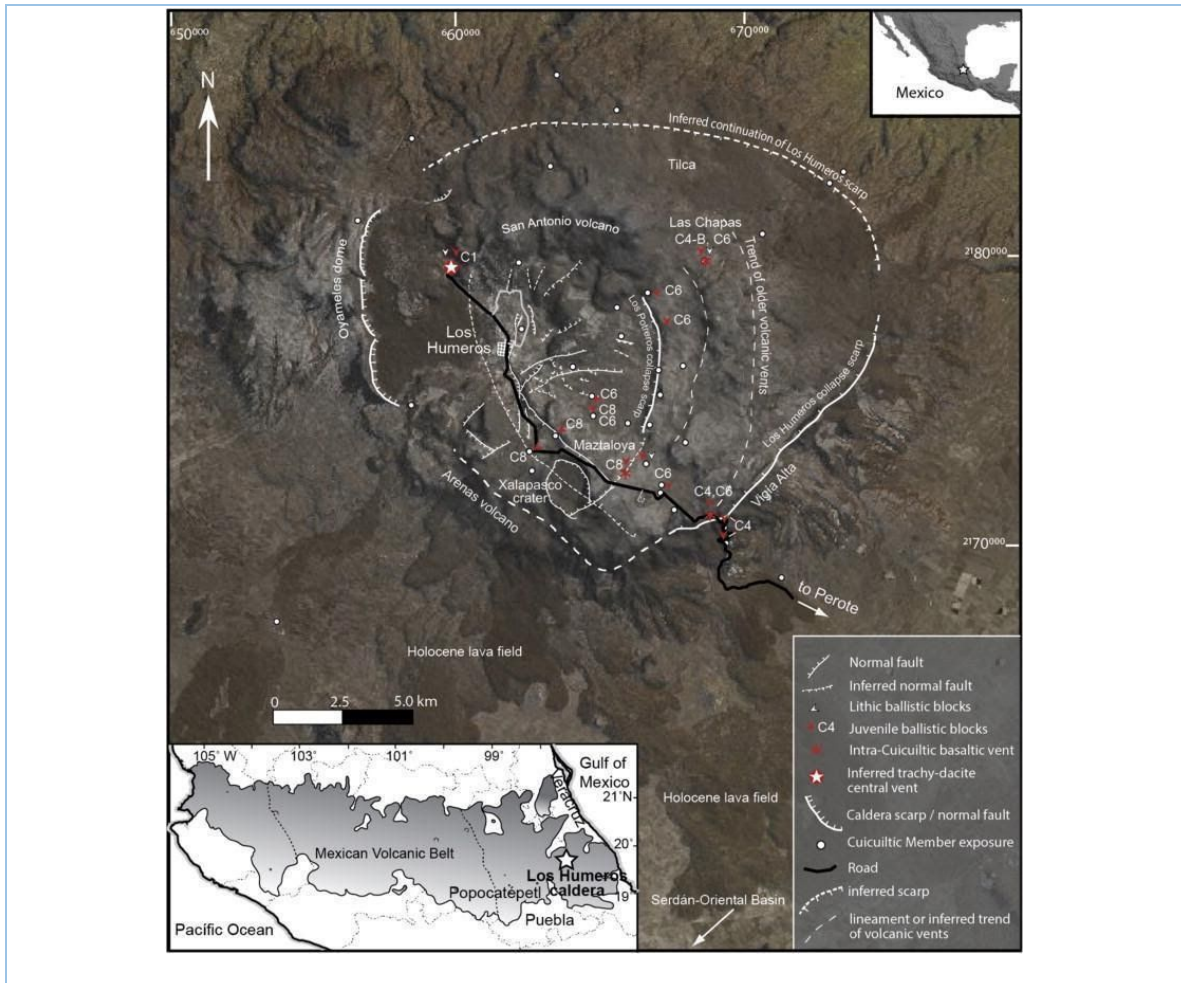 650000
660000
670000
N
Mexico
Inferred continuation of Los Humeros scarp
Tilca
San Antonio volcano
Las Chapas
C4-B, C6
Trend of older volcanic vents
2180000
Oyameles dome
C1
C6
C6
Los Potreros collapse scarp
Los
Humeros
C6
C8
C6
Los Humeros collapse scarp
C8
Maztaloya
C8
C8
C6
Xalapasco
crater
Arenas volcano
C4,C6
Vigía Alta
C4
2170000
to Perote
Holocene lava field
0 2.5 5.0 km
Holocene lava field
Serdán-Oriental Basin
105° W
103°
101°
99°
Gulf of
Mexico
Veracruz
21°N
20°
19
Mexican Volcanic Belt
Los Humeros
caldera
Popocatépetl
Puebla
Pacific Ocean
Normal fault
Inferred normal fault
Lithic ballistic blocks
C4 Juvenile ballistic blocks
Intra-Cuicuiltic basaltic vent
Inferred trachy-dacite
central vent
Caldera scarp / normal fault
Cuicuiltic Member exposure
Road
inferred scarp
lineament or inferred trend
of volcanic vents